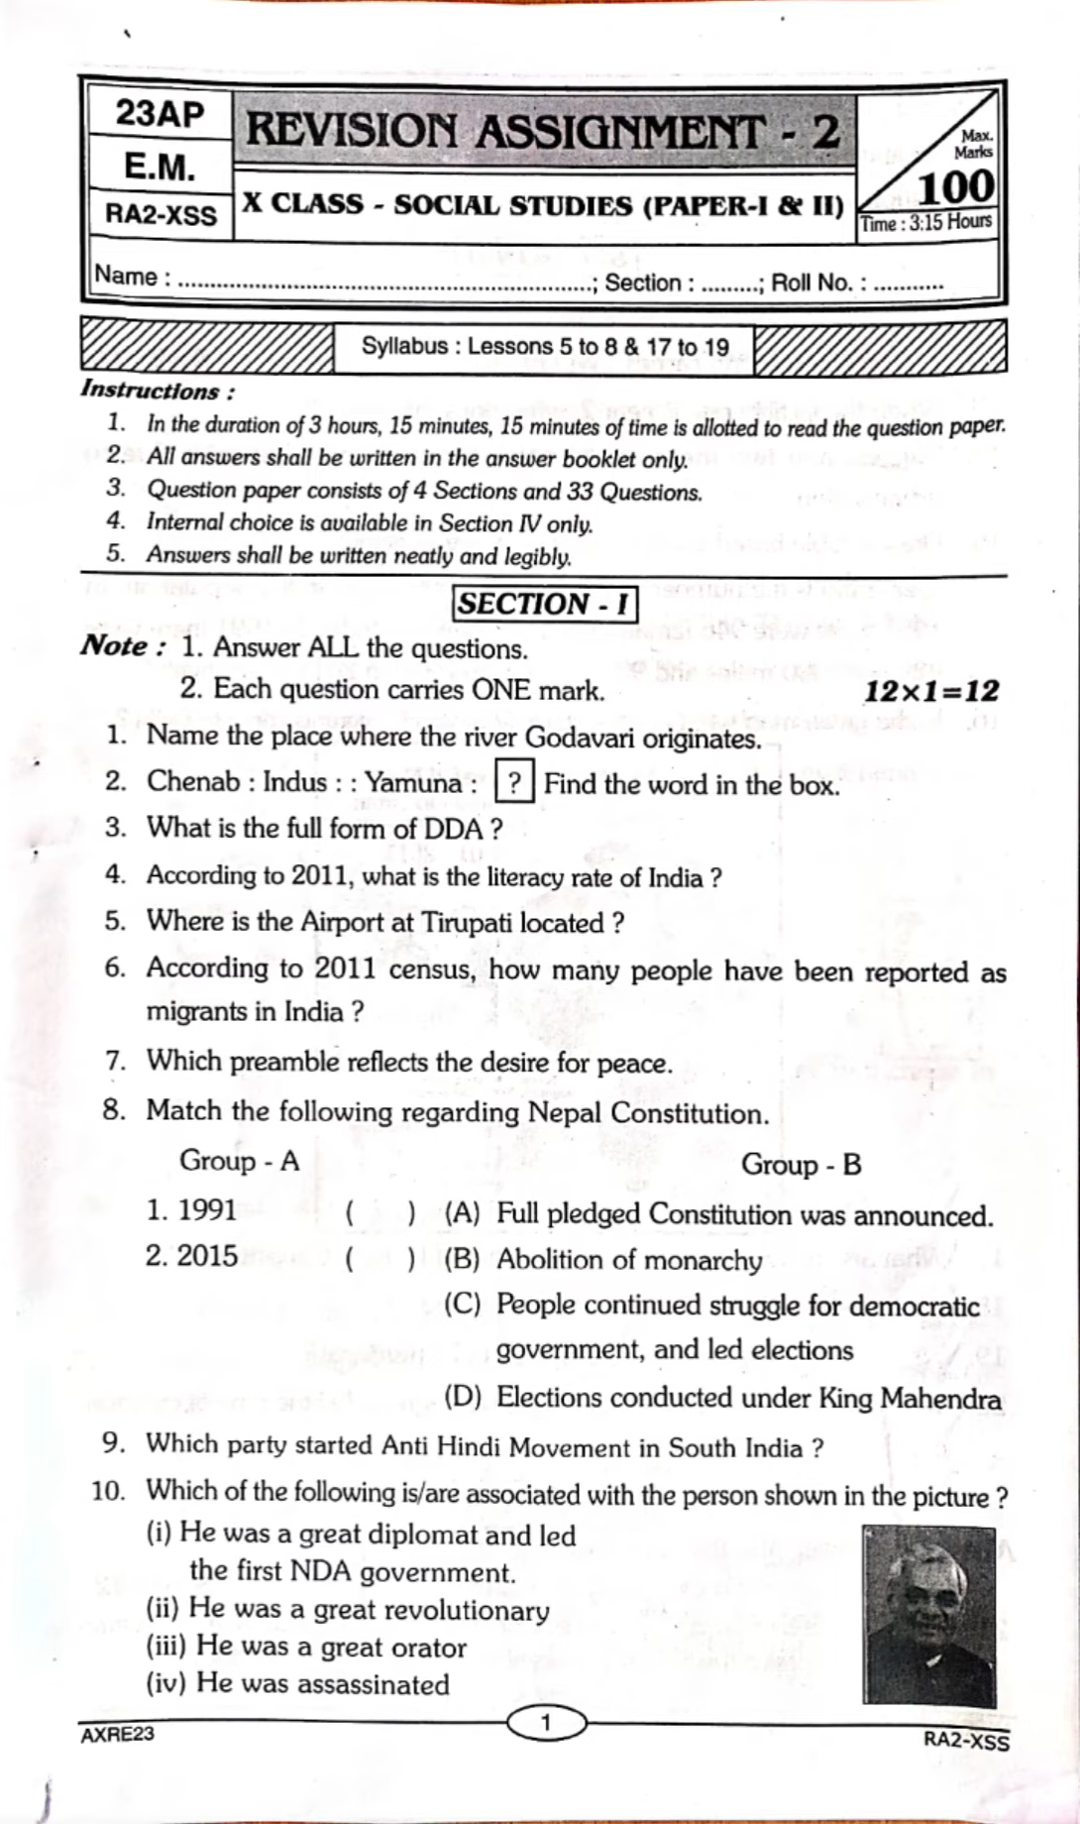 23AP
E.M.
RA2-XSS
REVISION ASSIGNMENT - 2
X CLASS - SOCIAL STUDIES (PAPER-I & II)
Max.
Marks
100
Time : 3:15 Hours
Name : ................................................................; Section : .........; Roll No. : ...........
Syllabus : Lessons 5 to 8 & 17 to 19
Instructions :
1. In the duration of 3 hours, 15 minutes, 15 minutes of time is allotted to read the question paper.
2. All answers shall be written in the answer booklet only.
3. Question paper consists of 4 Sections and 33 Questions.
4. Internal choice is available in Section IV only.
5. Answers shall be written neatly and legibly.
SECTION - I
Note : 1. Answer ALL the questions.
2. Each question carries ONE mark. 12×1=12
1. Name the place where the river Godavari originates.
2. Chenab : Indus : : Yamuna : ? Find the word in the box.
3. What is the full form of DDA ?
4. According to 2011, what is the literacy rate of India ?
5. Where is the Airport at Tirupati located ?
6. According to 2011 census, how many people have been reported as
migrants in India ?
7. Which preamble reflects the desire for peace.
8. Match the following regarding Nepal Constitution.
Group - A Group - B
1. 1991 ( ) (A) Full pledged Constitution was announced.
2. 2015 ( ) (B) Abolition of monarchy
(C) People continued struggle for democratic
government, and led elections
(D) Elections conducted under King Mahendra
9. Which party started Anti Hindi Movement in South India ?
10. Which of the following is/are associated with the person shown in the picture ?
(i) He was a great diplomat and led
the first NDA government.
(ii) He was a great revolutionary
(iii) He was a great orator
(iv) He was assassinated
AXRE23 1 RA2-XSS